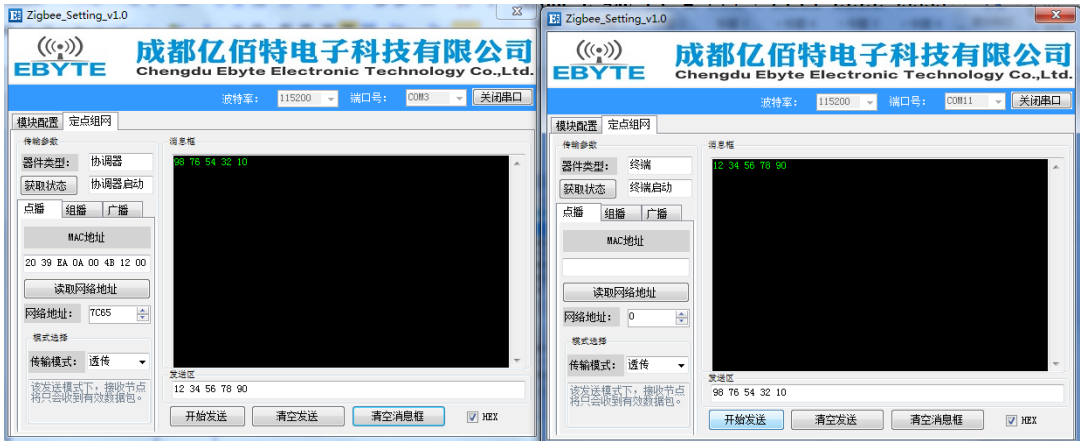 Zigbee_Setting_v1.0
EBYTE
成都亿佰特电子科技有限公司
Chengdu Ebyte Electronic Technology Co.,Ltd.
波特率： 115200 端口号： COM3 关闭串口
模块配置 定点组网
传输参数
器件类型： 协调器
获取状态 协调器启动
点播 组播 广播
MAC地址
20 39 EA 0A 00 4B 12 00
读取网络地址
网络地址： 7C65
模式选择
传输模式： 透传
该发送模式下，接收节点
将只会收到有效数据包。
消息框
98 76 54 32 10
发送区
12 34 56 78 90
开始发送 清空发送 清空消息框 HEX
Zigbee_Setting_v1.0
EBYTE
成都亿佰特电子科技有限公司
Chengdu Ebyte Electronic Technology Co.,Ltd.
波特率： 115200 端口号： COM11 关闭串口
模块配置 定点组网
传输参数
器件类型： 终端
获取状态 终端启动
点播 组播 广播
MAC地址
读取网络地址
网络地址： 0
模式选择
传输模式： 透传
该发送模式下，接收节点
将只会收到有效数据包。
消息框
12 34 56 78 90
发送区
98 76 54 32 10
开始发送 清空发送 清空消息框 HEX